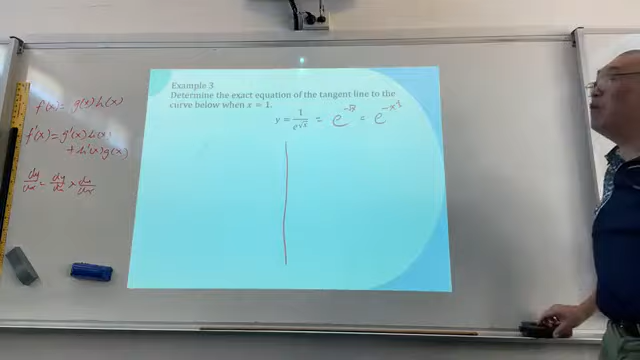 f(x) = g(x) h(x)
f'(x) = g'(x) h(x)
+ h'(x) g(x)
dy/dx = dy/du × du/dx
Example 3
Determine the exact equation of the tangent line to the
curve below when x = 1.
y = 1/e^√x = e^-√x = e^-x^½